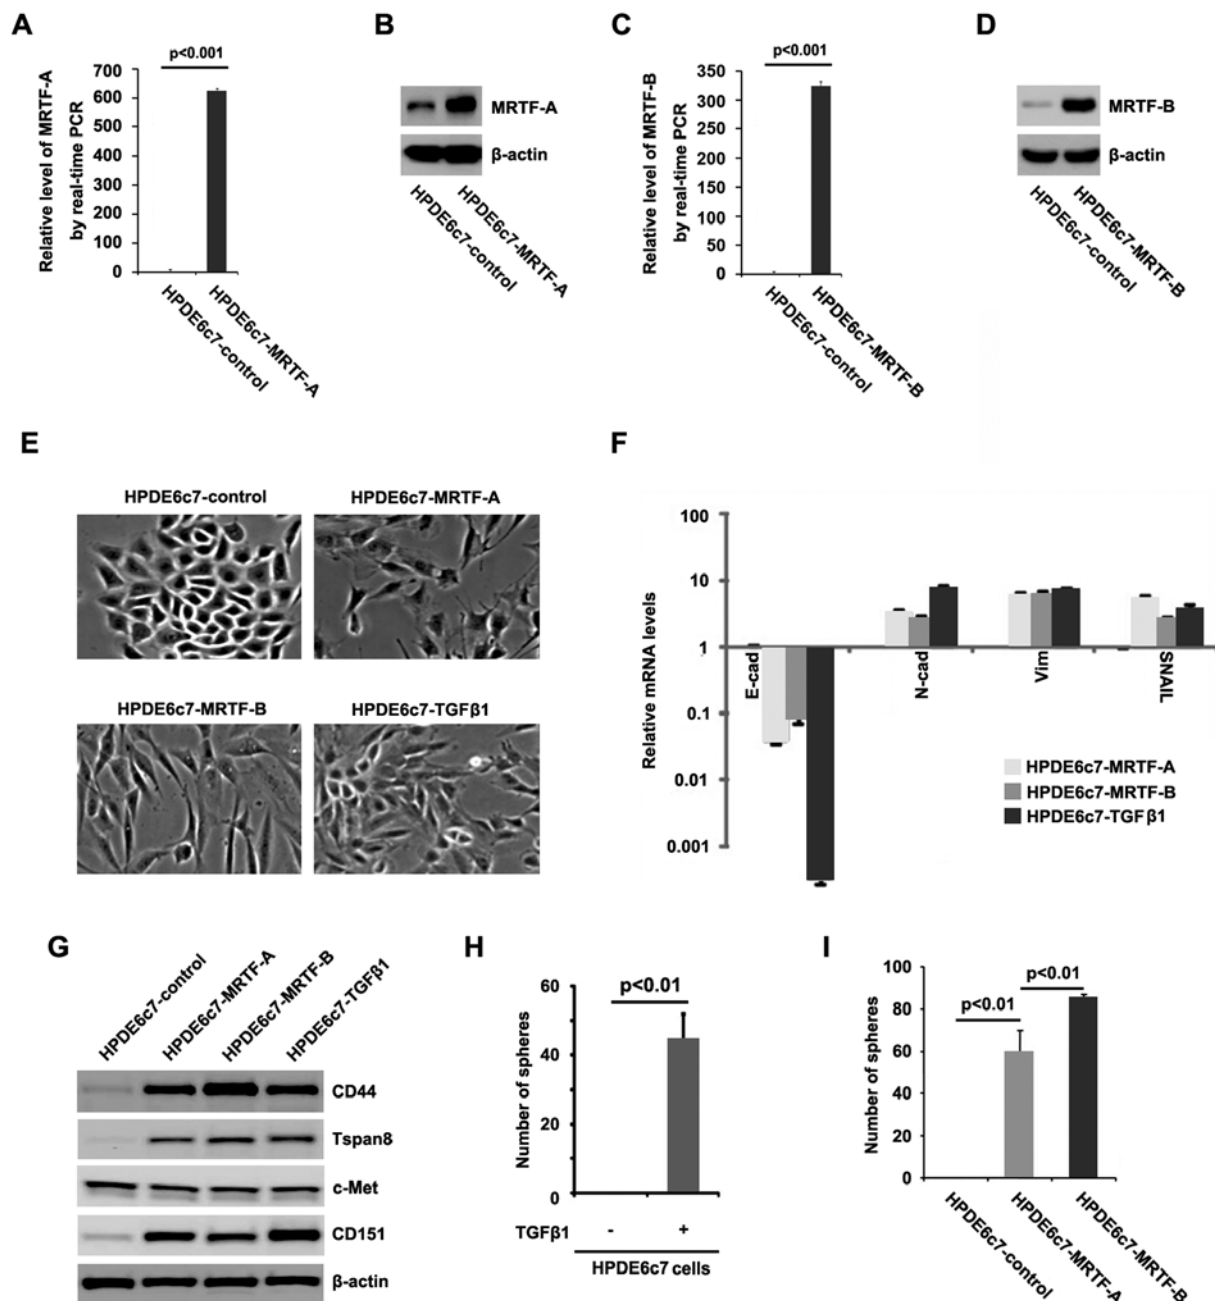 A
p<0.001
Relative level of MRTF-A
by real-time PCR
700
600
500
400
300
200
100
0
HPDE6c7-control
HPDE6c7-MRTF-A
B
MRTF-A
β-actin
HPDE6c7-control
HPDE6c7-MRTF-A
C
p<0.001
Relative level of MRTF-B
by real-time PCR
350
300
250
200
150
100
50
0
HPDE6c7-control
HPDE6c7-MRTF-B
D
MRTF-B
β-actin
HPDE6c7-control
HPDE6c7-MRTF-B
E
HPDE6c7-control
HPDE6c7-MRTF-A
HPDE6c7-MRTF-B
HPDE6c7-TGFβ1
F
Relative mRNA levels
100
10
1
0.1
0.01
0.001
E-cad
N-cad
Vim
SNAIL
HPDE6c7-MRTF-A
HPDE6c7-MRTF-B
HPDE6c7-TGFβ1
G
HPDE6c7-control
HPDE6c7-MRTF-A
HPDE6c7-MRTF-B
HPDE6c7-TGFβ1
CD44
Tspan8
c-Met
CD151
β-actin
H
p<0.01
Number of spheres
60
40
20
0
TGFβ1 - +
HPDE6c7 cells
I
p<0.01
p<0.01
Number of spheres
100
80
60
40
20
0
HPDE6c7-control
HPDE6c7-MRTF-A
HPDE6c7-MRTF-B